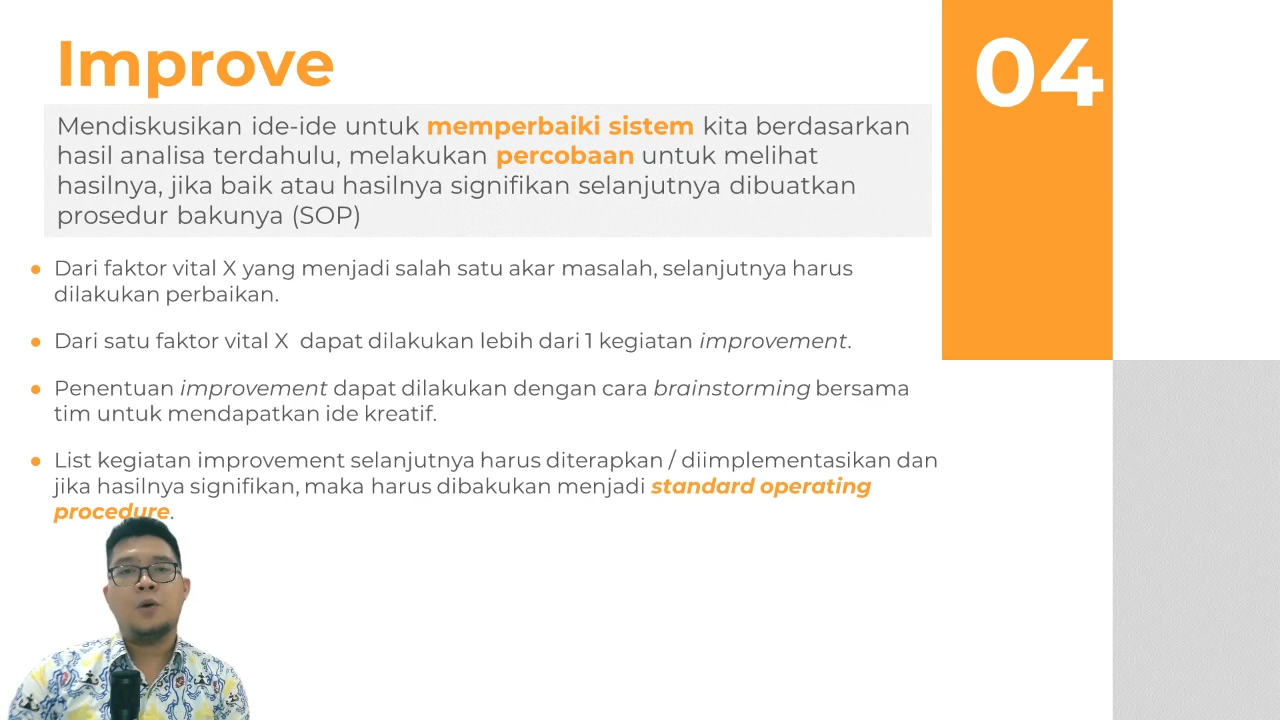 Improve
04
Mendiskusikan ide-ide untuk memperbaiki sistem kita berdasarkan
hasil analisa terdahulu, melakukan percobaan untuk melihat
hasilnya, jika baik atau hasilnya signifikan selanjutnya dibuatkan
prosedur bakunya (SOP)
Dari faktor vital X yang menjadi salah satu akar masalah, selanjutnya harus
dilakukan perbaikan.
Dari satu faktor vital X dapat dilakukan lebih dari 1 kegiatan improvement.
Penentuan improvement dapat dilakukan dengan cara brainstorming bersama
tim untuk mendapatkan ide kreatif.
List kegiatan improvement selanjutnya harus diterapkan / diimplementasikan dan
jika hasilnya signifikan, maka harus dibakukan menjadi standard operating
procedure.